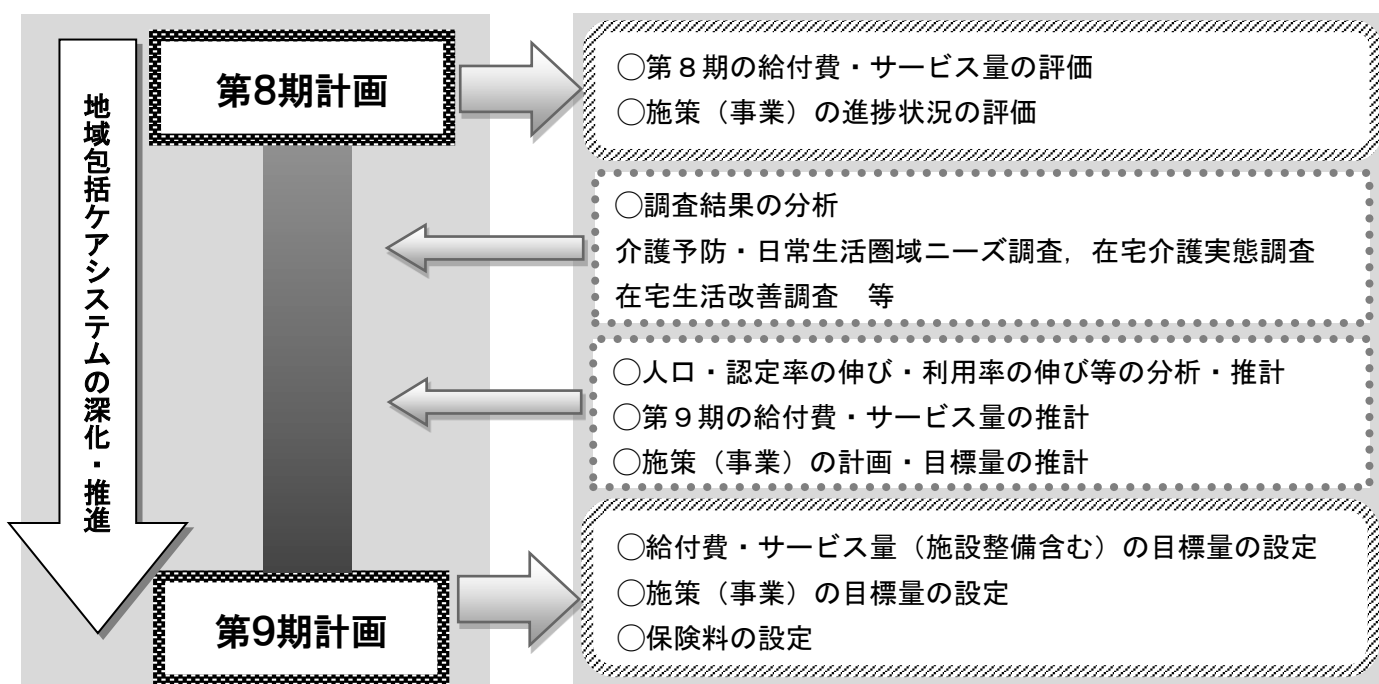 地域包括ケアシステムの深化・推進
第8期計画
○第８期の給付費・サービス量の評価
○施策（事業）の進捗状況の評価
○調査結果の分析
介護予防・日常生活圏域ニーズ調査，在宅介護実態調査
在宅生活改善調査　等
○人口・認定率の伸び・利用率の伸び等の分析・推計
○第９期の給付費・サービス量の推計
○施策（事業）の計画・目標量の推計
第9期計画
○給付費・サービス量（施設整備含む）の目標量の設定
○施策（事業）の目標量の設定
○保険料の設定